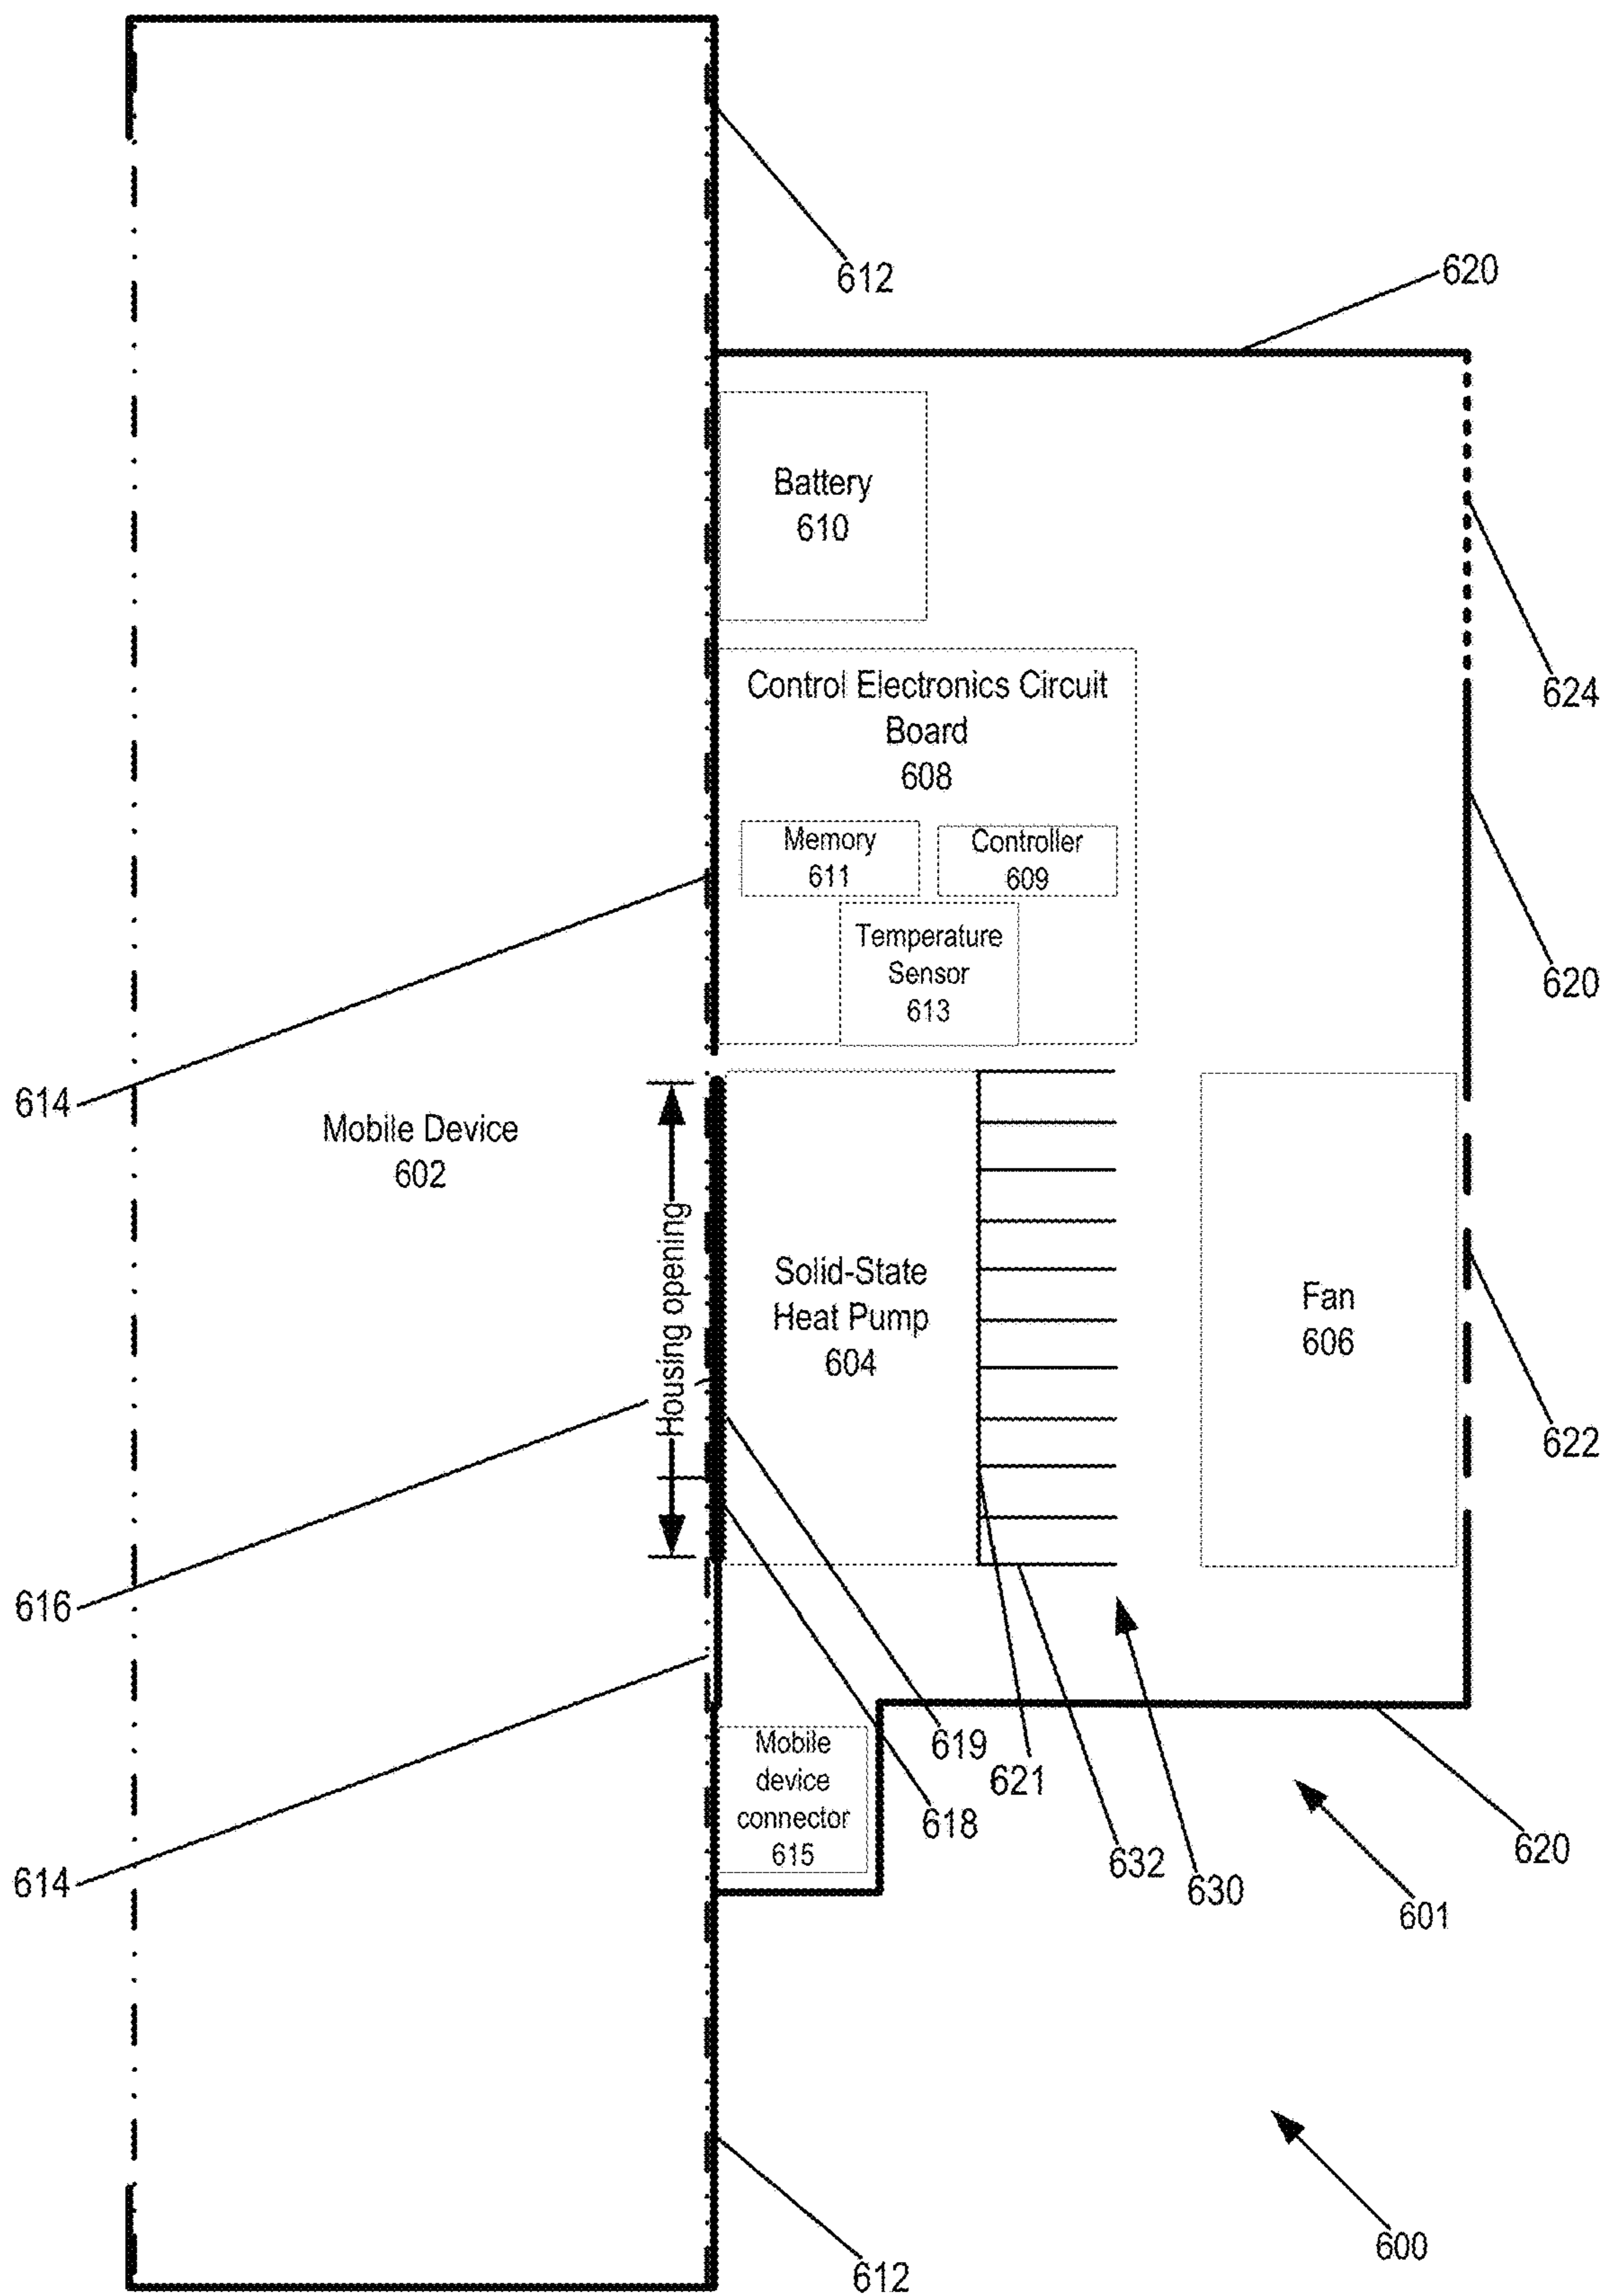 612
620
Battery
610
624
Control Electronics Circuit
Board
608
Memory
611
Controller
609
Temperature
Sensor
613
620
614
Mobile Device
602
Housing opening
Solid-State
Heat Pump
604
Fan
606
622
616
619
621
618
Mobile
device
connector
615
632
630
620
601
614
600
612